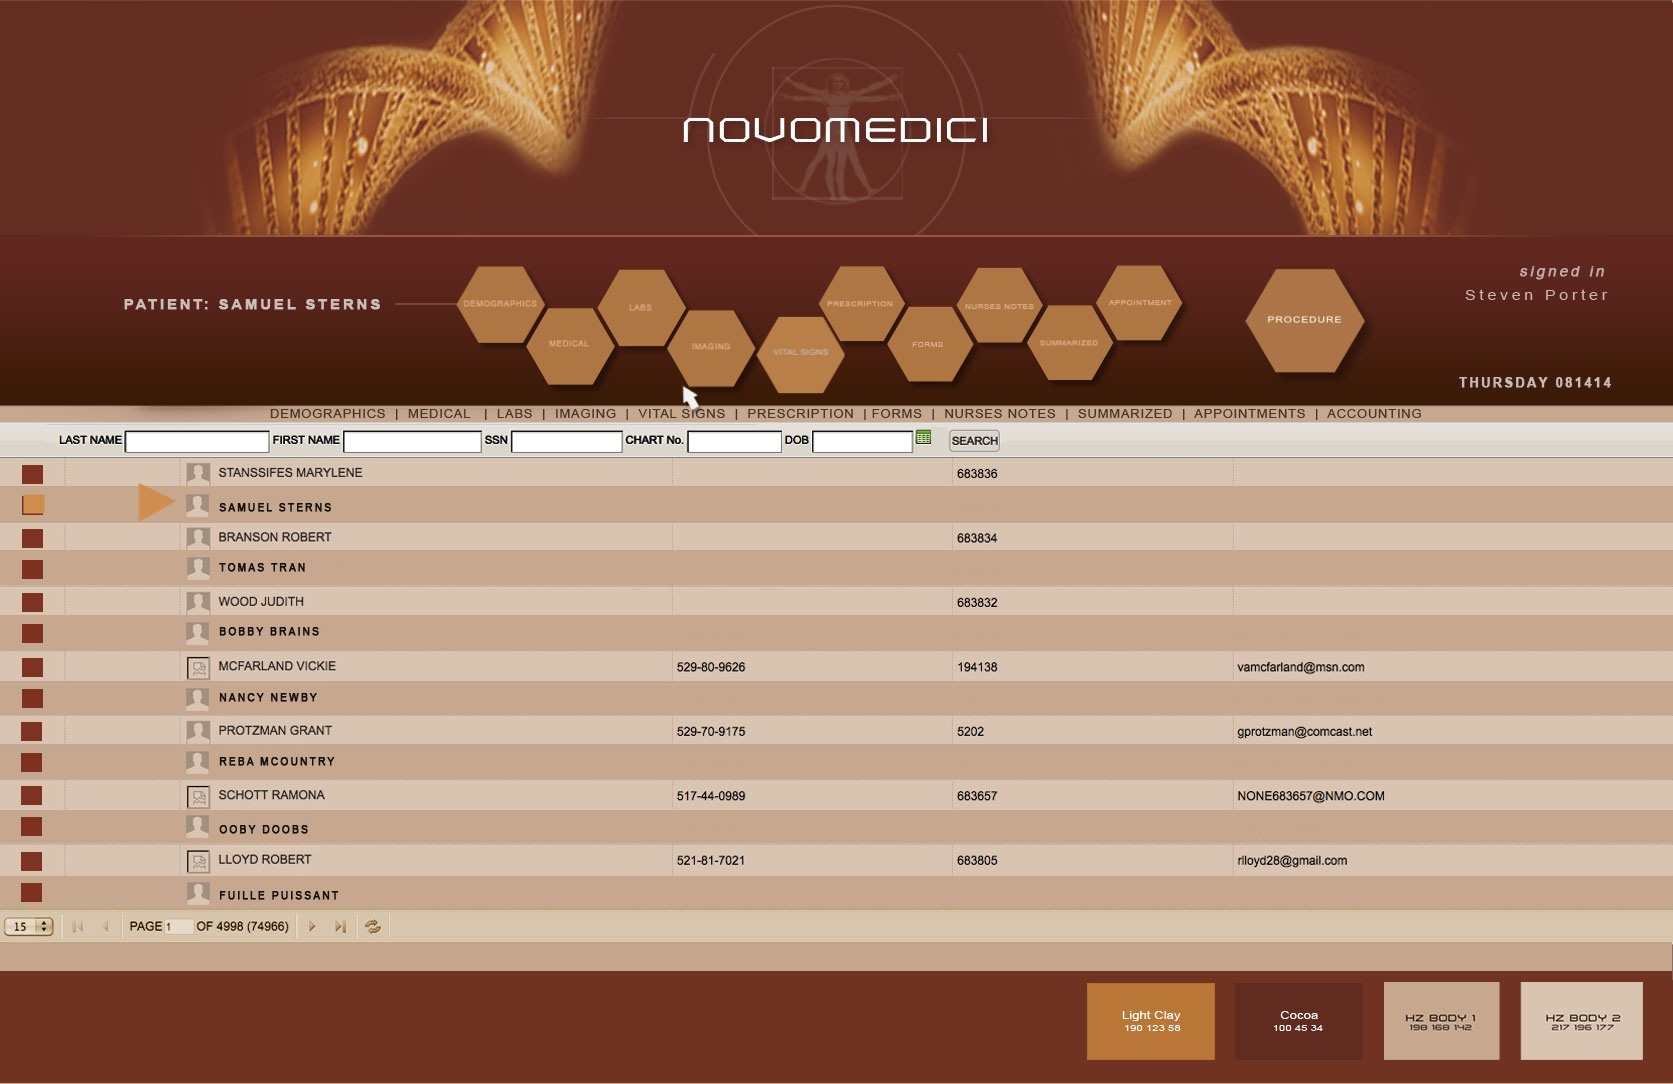 NOVOMEDICI
signed in
Steven Porter
PATIENT: SAMUEL STERNS
DEMOGRAPHICS
MEDICAL
LABS
IMAGING
VITAL SIGNS
PRESCRIPTION
FORMS
NURSES NOTES
SUMMARIZED
APPOINTMENT
PROCEDURE
THURSDAY 081414
DEMOGRAPHICS | MEDICAL | LABS | IMAGING | VITAL SIGNS | PRESCRIPTION | FORMS | NURSES NOTES | SUMMARIZED | APPOINTMENTS | ACCOUNTING
LAST NAME FIRST NAME SSN CHART No. DOB SEARCH
STANSSIFES MARYLENE 683836
SAMUEL STERNS
BRANSON ROBERT 683834
TOMAS TRAN
WOOD JUDITH 683832
BOBBY BRAINS
MCFARLAND VICKIE 529-80-9626 194138 vamcfarland@msn.com
NANCY NEWBY
PROTZMAN GRANT 529-70-9175 5202 gprotzman@comcast.net
REBA MCOUNTRY
SCHOTT RAMONA 517-44-0989 683657 NONE683657@NMO.COM
OOBY DOOBS
LLOYD ROBERT 521-81-7021 683805 rlloyd28@gmail.com
FUILLE PUISSANT
15 PAGE 1 OF 4998 (74966)
Light Clay
190 123 58
Cocoa
100 45 34
HZ BODY 1
198 168 142
HZ BODY 2
217 196 177